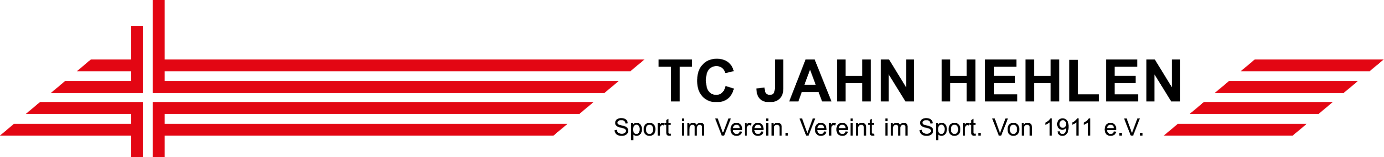 TC JAHN HEHLEN
Sport im Verein. Vereint im Sport. Von 1911 e.V.